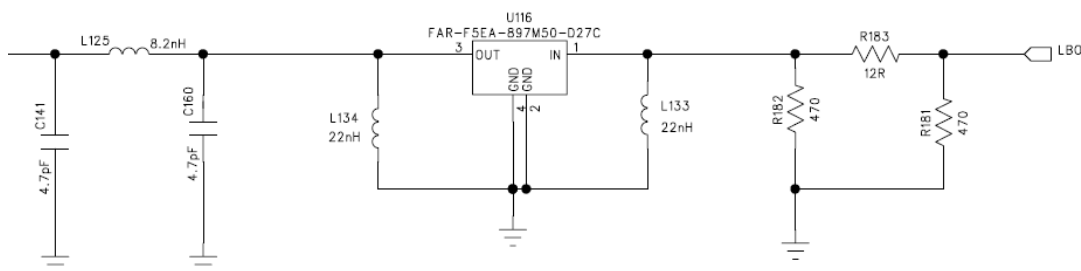 U116
FAR-F5EA-897M50-D27C
L125
8.2nH
3
OUT
IN
1
R183
12R
LBO
GND
GND
4
2
C141
4.7pF
C160
4.7pF
L134
22nH
L133
22nH
R182
470
R181
470